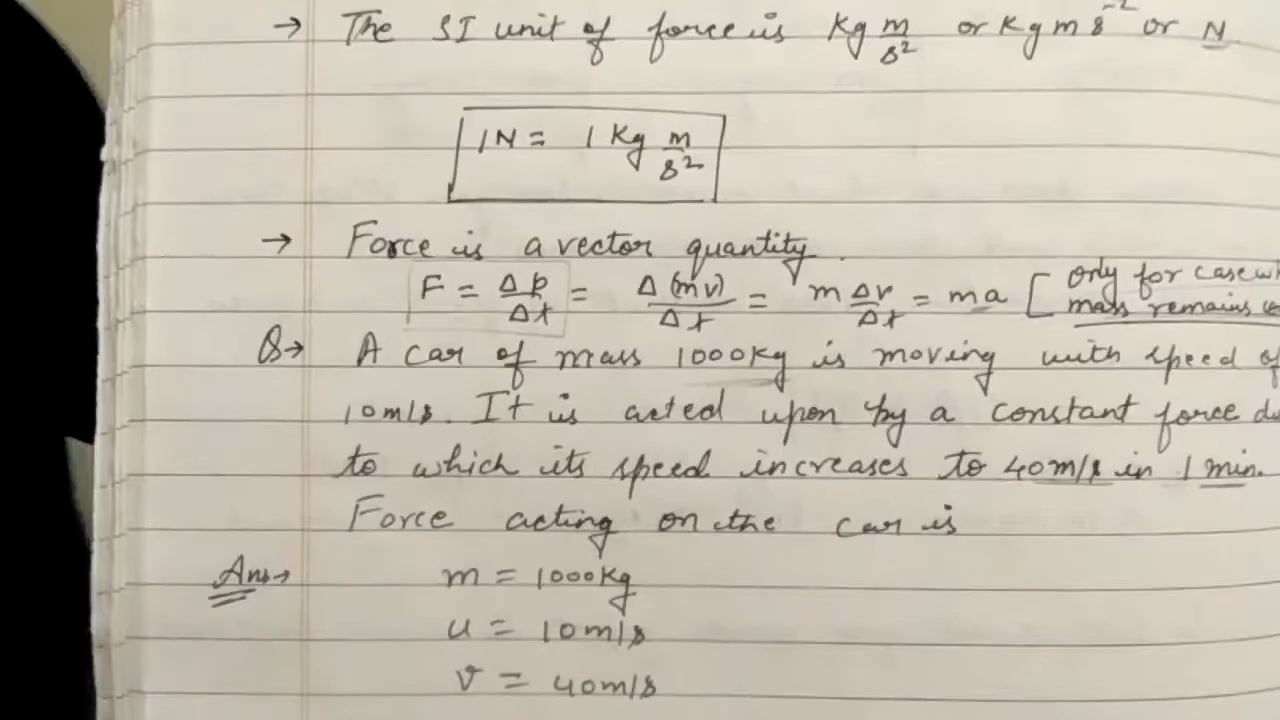 → The SI unit of force is Kg m/s² or Kg m s⁻² or N
1N = 1 Kg m/s²
→ Force is a vector quantity.
F = Δp/Δt = Δ(mv)/Δt = m Δv/Δt = ma [only for case
mass remains
Q→ A car of mass 1000kg is moving with speed of
10m/s. It is acted upon by a constant force
to which its speed increases to 40m/s in 1 min.
Force acting on the car is
Ans→ m = 1000kg
u = 10m/s
v = 40m/s